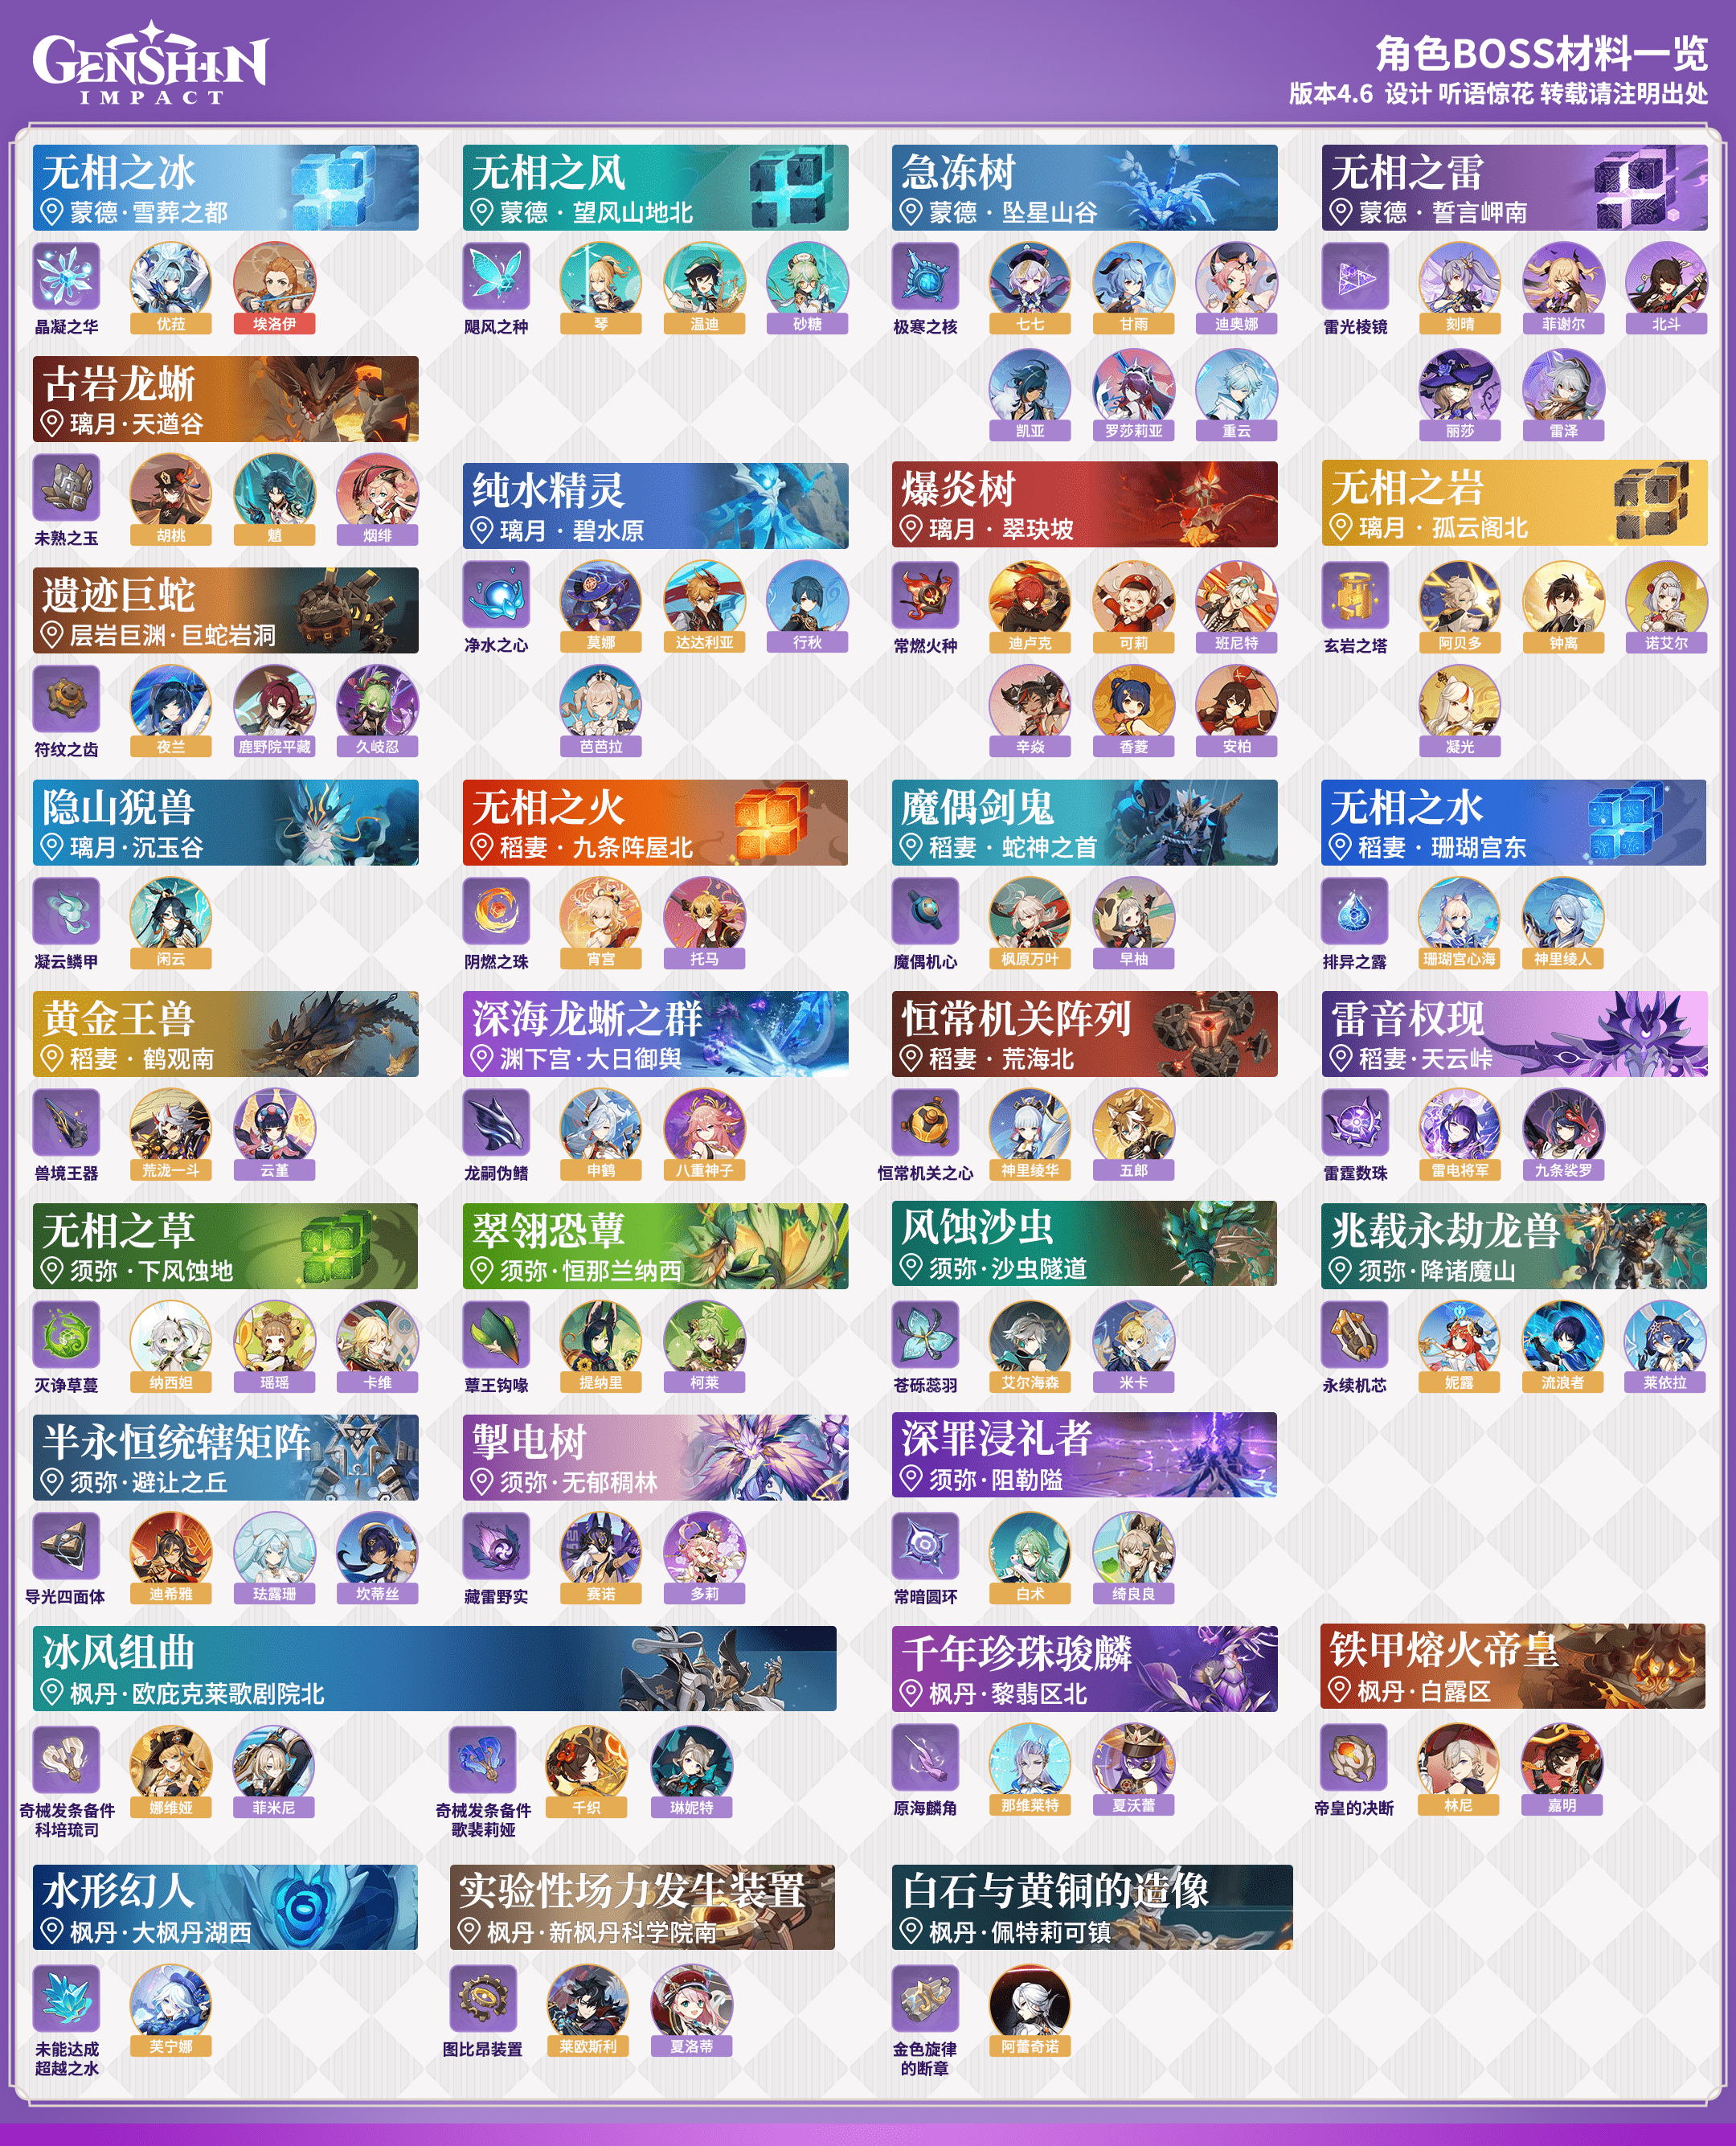 GENSHIN
IMPACT
角色BOSS材料一览
版本4.6 设计 听语惊花 转载请注明出处
无相之冰
蒙德·雪葬之都
晶凝之华
优菈
埃洛伊
无相之风
蒙德·望风山地北
飓风之种
琴
温迪
砂糖
急冻树
蒙德·坠星山谷
极寒之核
七七
甘雨
迪奥娜
凯亚
罗莎莉亚
重云
无相之雷
蒙德·誓言岬南
雷光棱镜
刻晴
菲谢尔
北斗
丽莎
雷泽
古岩龙蜥
璃月·天遒谷
未熟之玉
胡桃
魈
烟绯
纯水精灵
璃月·碧水原
净水之心
莫娜
达达利亚
行秋
芭芭拉
爆炎树
璃月·翠玦坡
常燃火种
迪卢克
可莉
班尼特
辛焱
香菱
安柏
无相之岩
璃月·孤云阁北
玄岩之塔
阿贝多
钟离
诺艾尔
凝光
遗迹巨蛇
层岩巨渊·巨蛇岩洞
符纹之齿
夜兰
鹿野院平藏
久岐忍
隐山猊兽
璃月·沉玉谷
凝云鳞甲
闲云
无相之火
稻妻·九条阵屋北
阴燃之珠
宵宫
托马
魔偶剑鬼
稻妻·蛇神之首
魔偶机心
枫原万叶
早柚
无相之水
稻妻·珊瑚宫东
排异之露
珊瑚宫心海
神里绫人
黄金王兽
稻妻·鹤观南
兽境王器
荒泷一斗
云堇
深海龙蜥之群
渊下宫·大日御舆
龙嗣伪鳍
申鹤
八重神子
恒常机关阵列
稻妻·荒海北
恒常机关之心
神里绫华
五郎
雷音权现
稻妻·天云峠
雷霆数珠
雷电将军
九条裟罗
无相之草
须弥·下风蚀地
灭诤草蔓
纳西妲
瑶瑶
卡维
翠翎恐蕈
须弥·恒那兰纳西
蕈王钩喙
提纳里
柯莱
风蚀沙虫
须弥·沙虫隧道
苍砾蕊羽
艾尔海森
米卡
兆载永劫龙兽
须弥·降诸魔山
永续机芯
妮露
流浪者
莱依拉
半永恒统辖矩阵
须弥·避让之丘
导光四面体
迪希雅
珐露珊
坎蒂丝
掣电树
须弥·无郁稠林
藏雷野实
赛诺
多莉
深罪浸礼者
须弥·阻勒隘
常暗圆环
白术
绮良良
冰风组曲
枫丹·欧庇克莱歌剧院北
奇械发条备件
科培琉司
娜维娅
菲米尼
奇械发条备件
歌裴莉娅
千织
琳妮特
千年珍珠骏麟
枫丹·黎翡区北
原海麟角
那维莱特
夏沃蕾
铁甲熔火帝皇
枫丹·白露区
帝皇的决断
林尼
嘉明
水形幻人
枫丹·大枫丹湖西
未能达成
超越之水
芙宁娜
实验性场力发生装置
枫丹·新枫丹科学院南
图比昂装置
莱欧斯利
夏洛蒂
白石与黄铜的造像
枫丹·佩特莉可镇
金色旋律
的断章
阿蕾奇诺